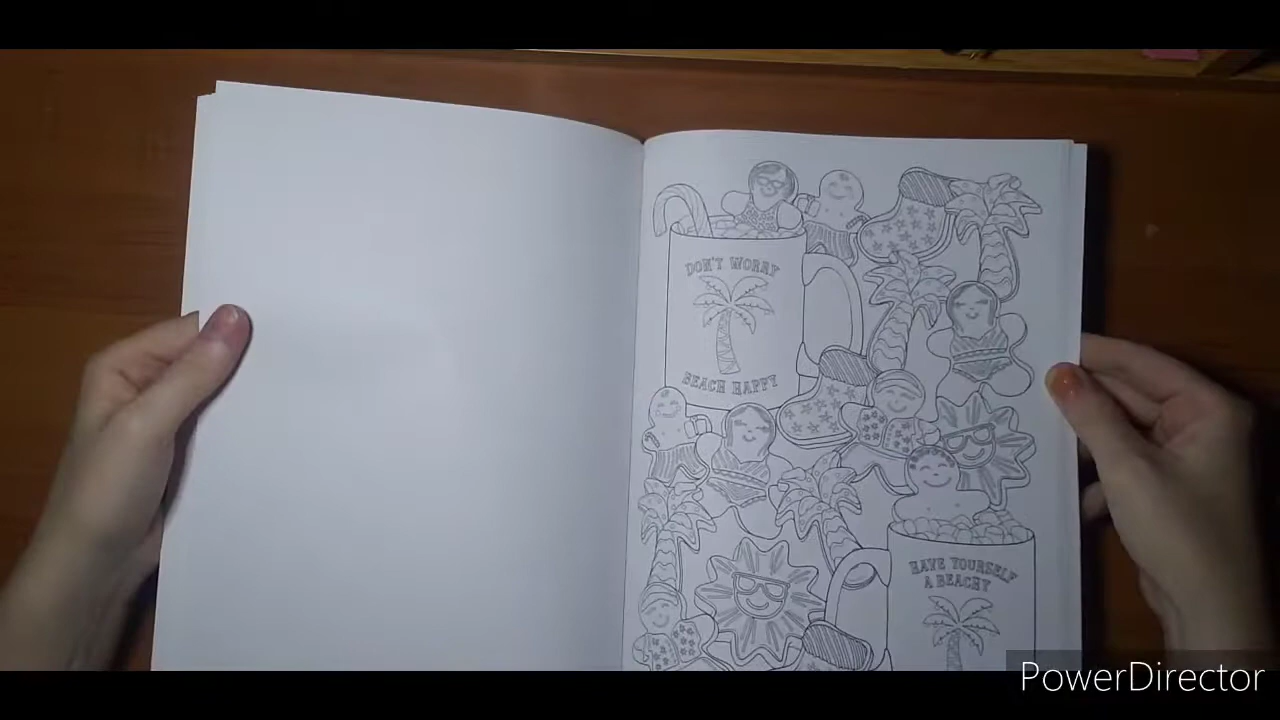 DON'T WORRY
BEACH HAPPY
HAVE YOURSELF
A BEACHY
PowerDirector